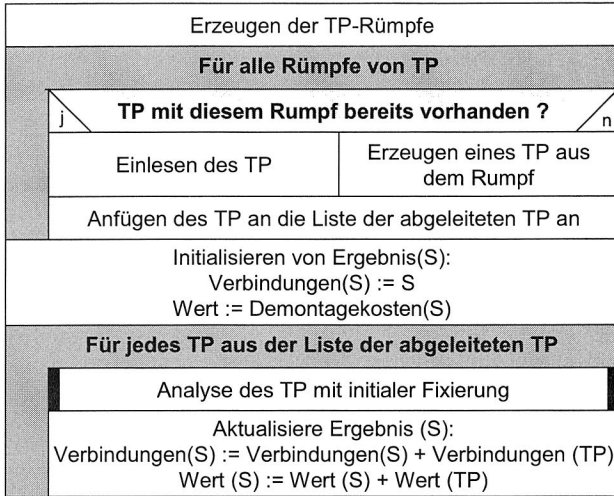 Erzeugen der TP-Rümpfe
Für alle Rümpfe von TP
j
TP mit diesem Rumpf bereits vorhanden ?
n
Einlesen des TP
Erzeugen eines TP aus
dem Rumpf
Anfügen des TP an die Liste der abgeleiteten TP an
Initialisieren von Ergebnis(S):
Verbindungen(S) := S
Wert := Demontagekosten(S)
Für jedes TP aus der Liste der abgeleiteten TP
Analyse des TP mit initialer Fixierung
Aktualisiere Ergebnis (S):
Verbindungen(S) := Verbindungen(S) + Verbindungen (TP)
Wert (S) := Wert (S) + Wert (TP)